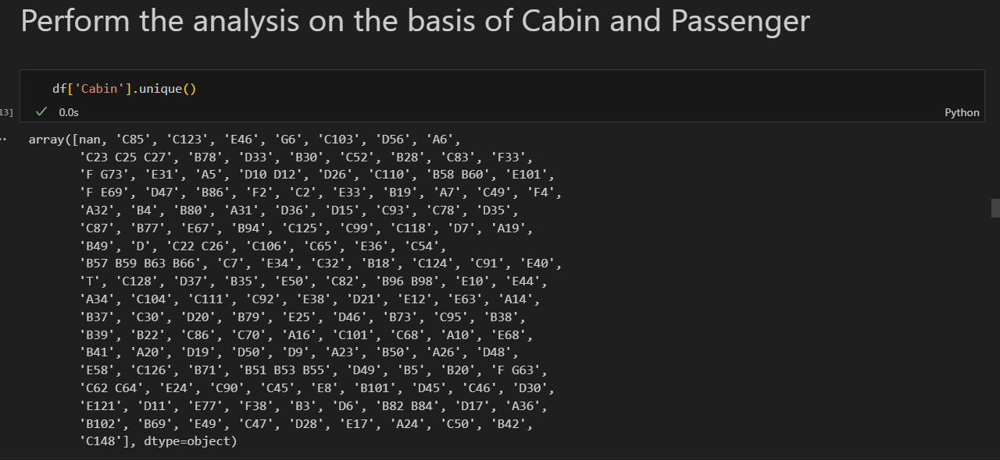 Perform the analysis on the basis of Cabin and Passenger
df['Cabin'].unique()
13]
0.0s
Python
array([nan, 'C85', 'C123', 'E46', 'G6', 'C103', 'D56', 'A6',
'C23 C25 C27', 'B78', 'D33', 'B30', 'C52', 'B28', 'C83', 'F33',
'F G73', 'E31', 'A5', 'D10 D12', 'D26', 'C110', 'B58 B60', 'E101',
'F E69', 'D47', 'B86', 'F2', 'C2', 'E33', 'B19', 'A7', 'C49', 'F4',
'A32', 'B4', 'B80', 'A31', 'D36', 'D15', 'C93', 'C78', 'D35',
'C87', 'B77', 'E67', 'B94', 'C125', 'C99', 'C118', 'D7', 'A19',
'B49', 'D', 'C22 C26', 'C106', 'C65', 'E36', 'C54',
'B57 B59 B63 B66', 'C7', 'E34', 'C32', 'B18', 'C124', 'C91', 'E40',
'T', 'C128', 'D37', 'B35', 'E50', 'C82', 'B96 B98', 'E10', 'E44',
'A34', 'C104', 'C111', 'C92', 'E38', 'D21', 'E12', 'E63', 'A14',
'B37', 'C30', 'D20', 'B79', 'E25', 'D46', 'B73', 'C95', 'B38',
'B39', 'B22', 'C86', 'C70', 'A16', 'C101', 'C68', 'A10', 'E68',
'B41', 'A20', 'D19', 'D50', 'D9', 'A23', 'B50', 'A26', 'D48',
'E58', 'C126', 'B71', 'B51 B53 B55', 'D49', 'B5', 'B20', 'F G63',
'C62 C64', 'E24', 'C90', 'C45', 'E8', 'B101', 'D45', 'C46', 'D30',
'E121', 'D11', 'E77', 'F38', 'B3', 'D6', 'B82 B84', 'D17', 'A36',
'B102', 'B69', 'E49', 'C47', 'D28', 'E17', 'A24', 'C50', 'B42',
'C148'], dtype=object)